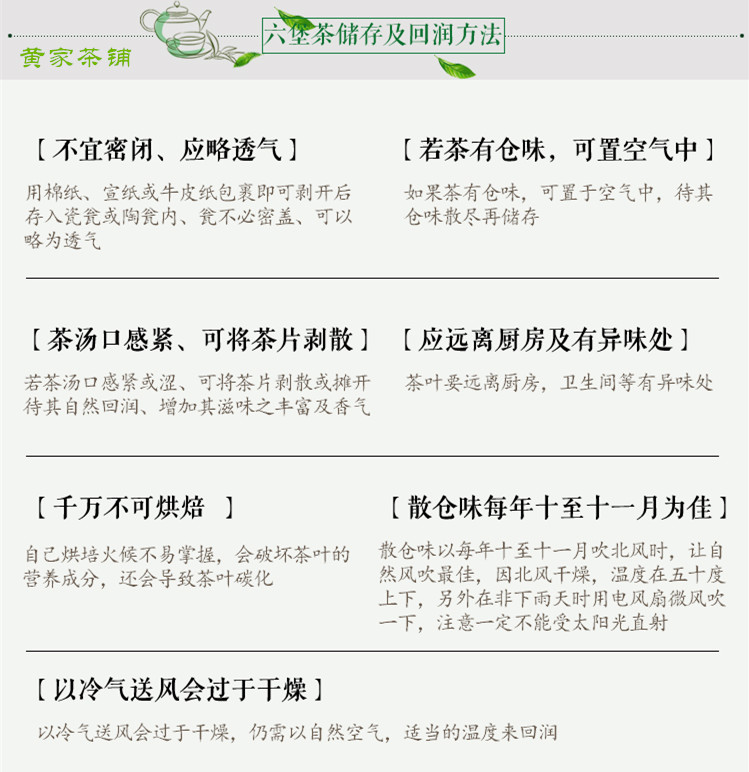 六堡茶储存及回润方法
黄家茶铺
【不宜密闭、应略透气】
用棉纸、宣纸或牛皮纸包裹即可剥开后
存入瓷瓮或陶瓮内、瓮不必密盖、可以
略为透气
【若茶有仓味，可置空气中】
如果茶有仓味，可置于空气中，待其
仓味散尽再储存
【茶汤口感紧、可将茶片剥散】
若茶汤口感紧或涩、可将茶片剥散或摊开
待其自然回润、增加其滋味之丰富及香气
【应远离厨房及有异味处】
茶叶要远离厨房，卫生间等有异味处
【千万不可烘焙 】
自己烘培火候不易掌握，会破坏茶叶的
营养成分，还会导致茶叶碳化
【散仓味每年十至十一月为佳】
散仓味以每年十至十一月吹北风时，让自
然风吹最佳，因北风干燥，温度在五十度
上下，另外在非下雨天时用电风扇微风吹
一下，注意一定不能受太阳光直射
【以冷气送风会过于干燥】
以冷气送风会过于干燥，仍需以自然空气，适当的温度来回润